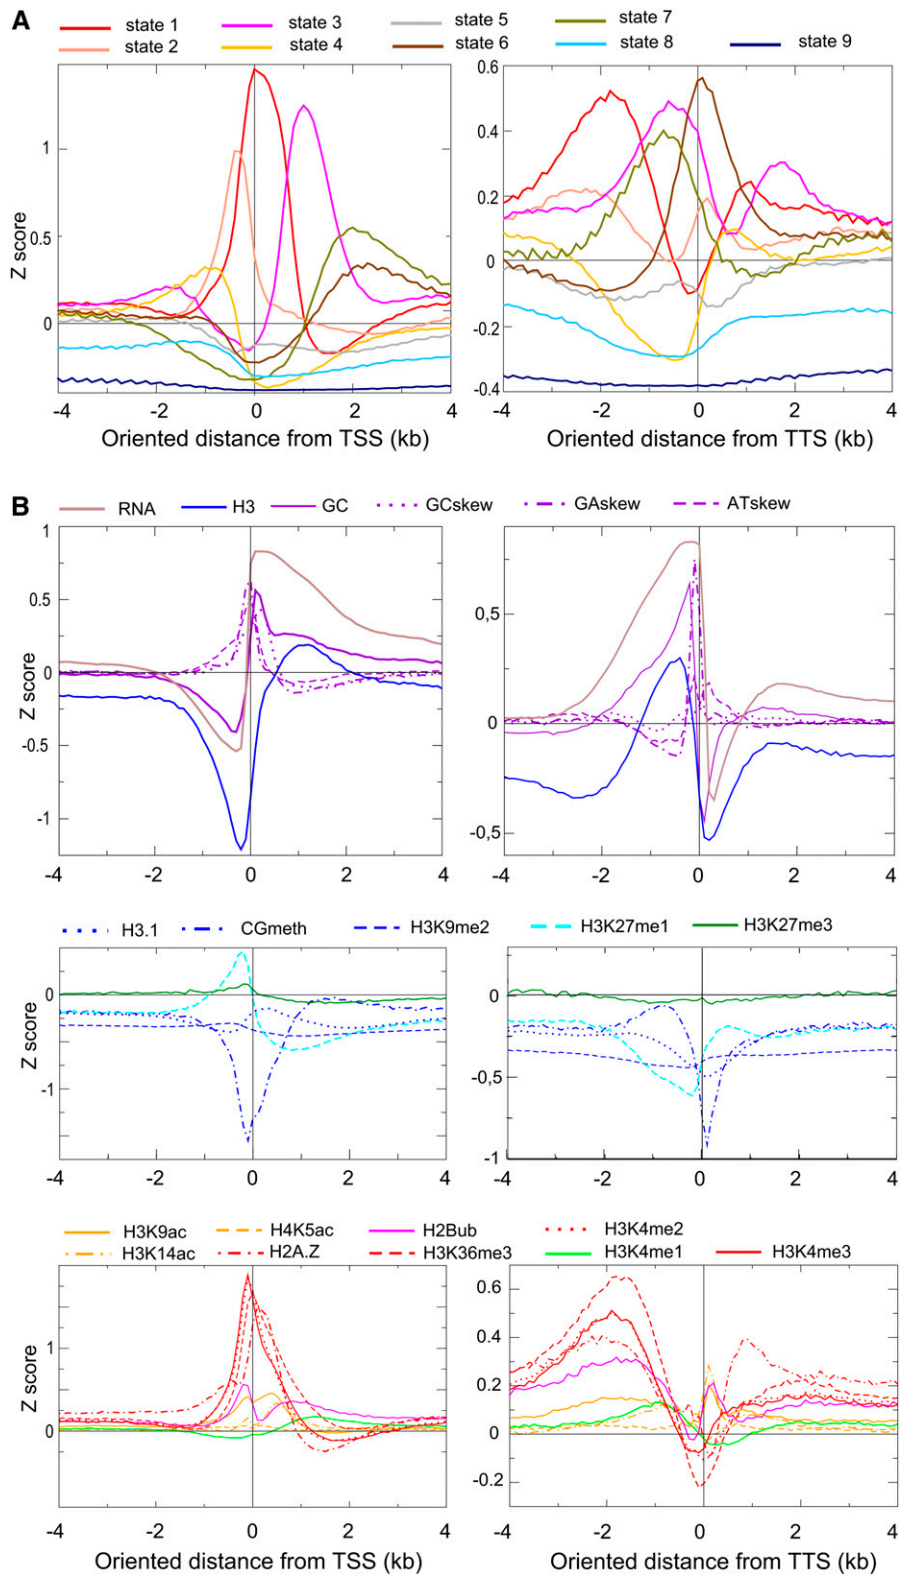 A
state 1 state 3 state 5 state 7
state 2 state 4 state 6 state 8 state 9
Z score
1
0.5
0
-4 -2 0 2 4
Oriented distance from TSS (kb)
0.6
0.4
0.2
0
-0.2
-0.4
-4 -2 0 2 4
Oriented distance from TTS (kb)
B
RNA H3 GC GCskew GAskew ATskew
Z score
1
0.5
0
-0.5
-1
-4 -2 0 2 4
0,5
0
-0,5
-4 -2 0 2 4
H3.1 CGmeth H3K9me2 H3K27me1 H3K27me3
Z score
0
-1
-4 -2 0 2 4
0
-0,5
-1
-4 -2 0 2 4
H3K9ac H4K5ac H2Bub H3K4me2
H3K14ac H2A.Z H3K36me3 H3K4me1 H3K4me3
Z score
1
0
-4 -2 0 2 4
Oriented distance from TSS (kb)
0.6
0.4
0.2
0
-0.2
-4 -2 0 2 4
Oriented distance from TTS (kb)